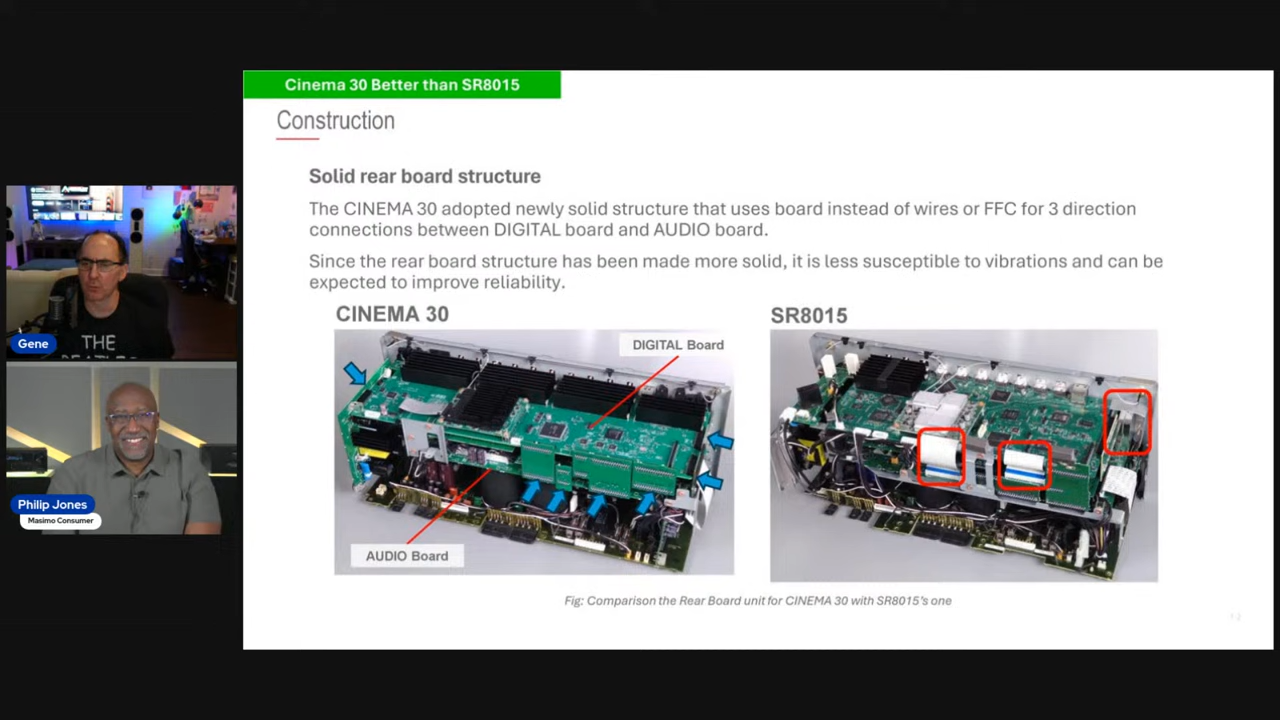 Cinema 30 Better than SR8015
Construction
Solid rear board structure
The CINEMA 30 adopted newly solid structure that uses board instead of wires or FFC for 3 direction
connections between DIGITAL board and AUDIO board.
Since the rear board structure has been made more solid, it is less susceptible to vibrations and can be
expected to improve reliability.
CINEMA 30
SR8015
DIGITAL Board
AUDIO Board
Fig: Comparison the Rear Board unit for CINEMA 30 with SR8015's one
Gene
THE
Philip Jones
Masimo Consumer